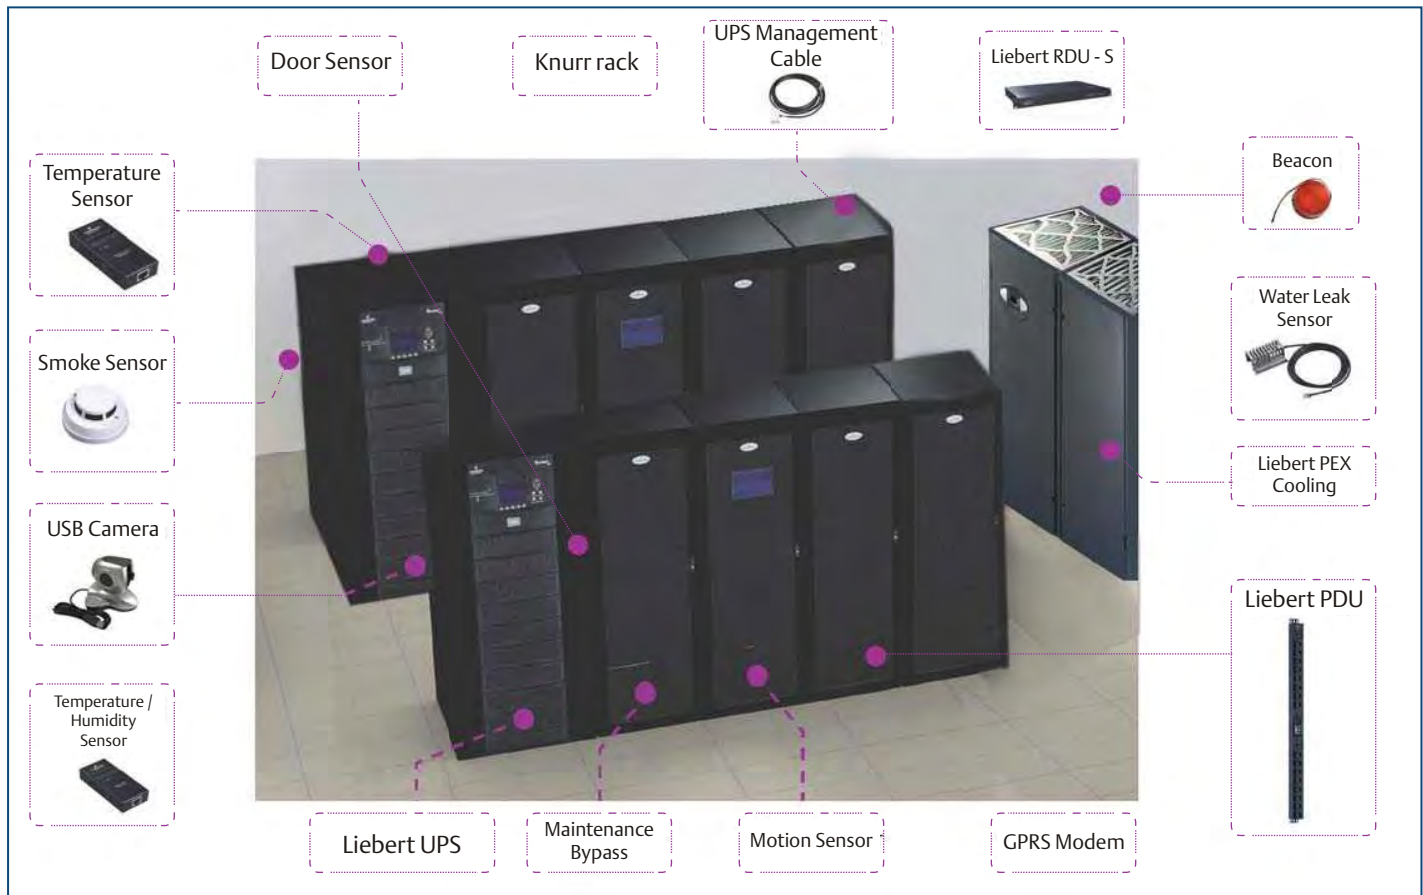 Door Sensor
Knurr rack
UPS Management
Cable
Liebert RDU - S
Temperature
Sensor
Beacon
Smoke Sensor
Water Leak
Sensor
USB Camera
Liebert PEX
Cooling
Temperature /
Humidity
Sensor
Liebert PDU
Liebert UPS
Maintenance
Bypass
Motion Sensor
GPRS Modem